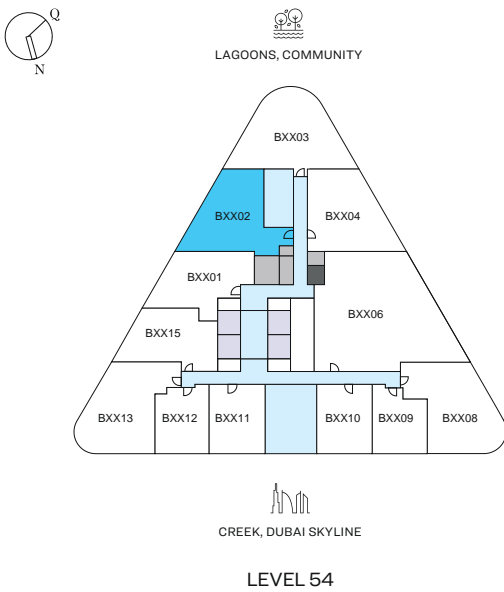 Q
N
LAGOONS, COMMUNITY
BXX03
BXX02
BXX04
BXX01
BXX06
BXX15
BXX13
BXX12
BXX11
BXX10
BXX09
BXX08
CREEK, DUBAI SKYLINE
LEVEL 54